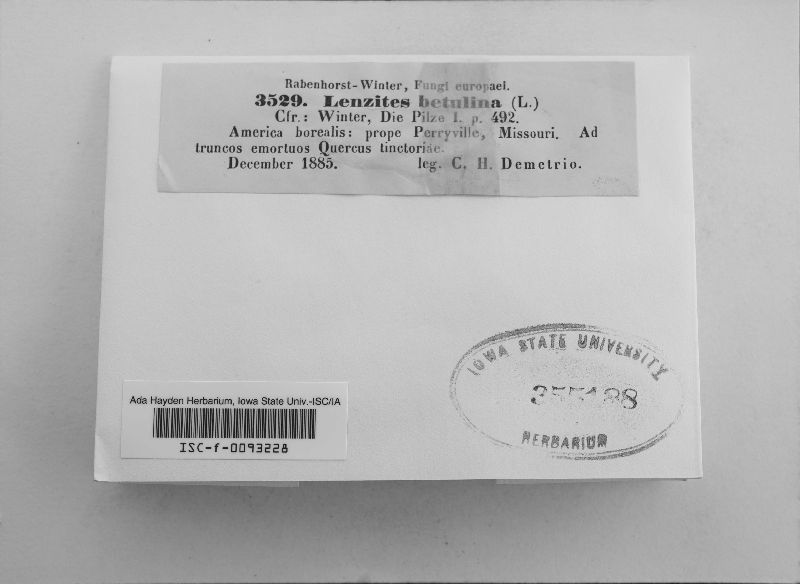 Rabenhorst-Winter, Fungi europaei.
3529. Lenzites betulina (L.)
Cfr.: Winter, Die Pilze I. p. 492.
America borealis: prope Perryville, Missouri. Ad
truncos emortuos Quercus tinctoriae.
December 1885. leg. C. H. Demetrio.
IOWA STATE UNIVERSITY
HERBARIUM
Ada Hayden Herbarium, Iowa State Univ.-ISC/IA
ISC-f-0093228